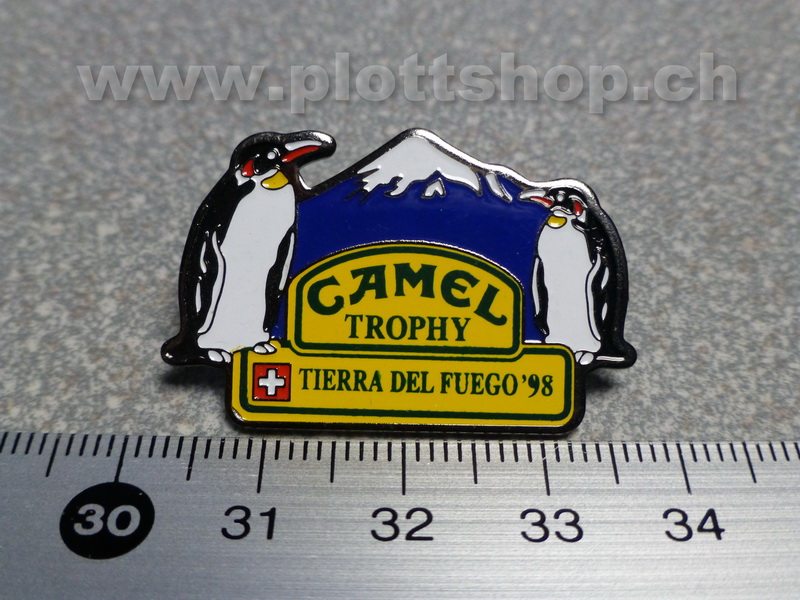 www.plottshop.ch
CAMEL
TROPHY
TIERRA DEL FUEGO '98
30 31 32 33 34